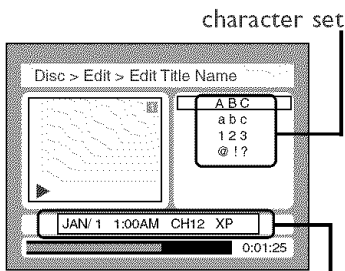 character set
Disc > Edit > Edit Title Name
1
A B C
a b c
1 2 3
@ ! ?
JAN/ 1 1:00AM CH12 XP
0:01:25